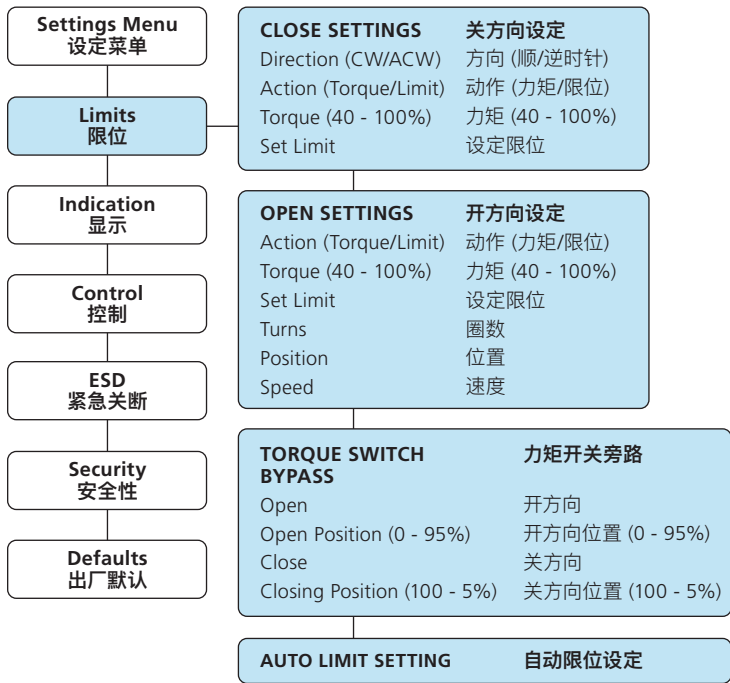 Settings Menu
设定菜单
Limits
限位
Indication
显示
Control
控制
ESD
紧急关断
Security
安全性
Defaults
出厂默认
CLOSE SETTINGS 关方向设定
Direction (CW/ACW) 方向 (顺/逆时针)
Action (Torque/Limit) 动作 (力矩/限位)
Torque (40 - 100%) 力矩 (40 - 100%)
Set Limit 设定限位
OPEN SETTINGS 开方向设定
Action (Torque/Limit) 动作 (力矩/限位)
Torque (40 - 100%) 力矩 (40 - 100%)
Set Limit 设定限位
Turns 圈数
Position 位置
Speed 速度
TORQUE SWITCH 力矩开关旁路
BYPASS
Open 开方向
Open Position (0 - 95%) 开方向位置 (0 - 95%)
Close 关方向
Closing Position (100 - 5%) 关方向位置 (100 - 5%)
AUTO LIMIT SETTING 自动限位设定